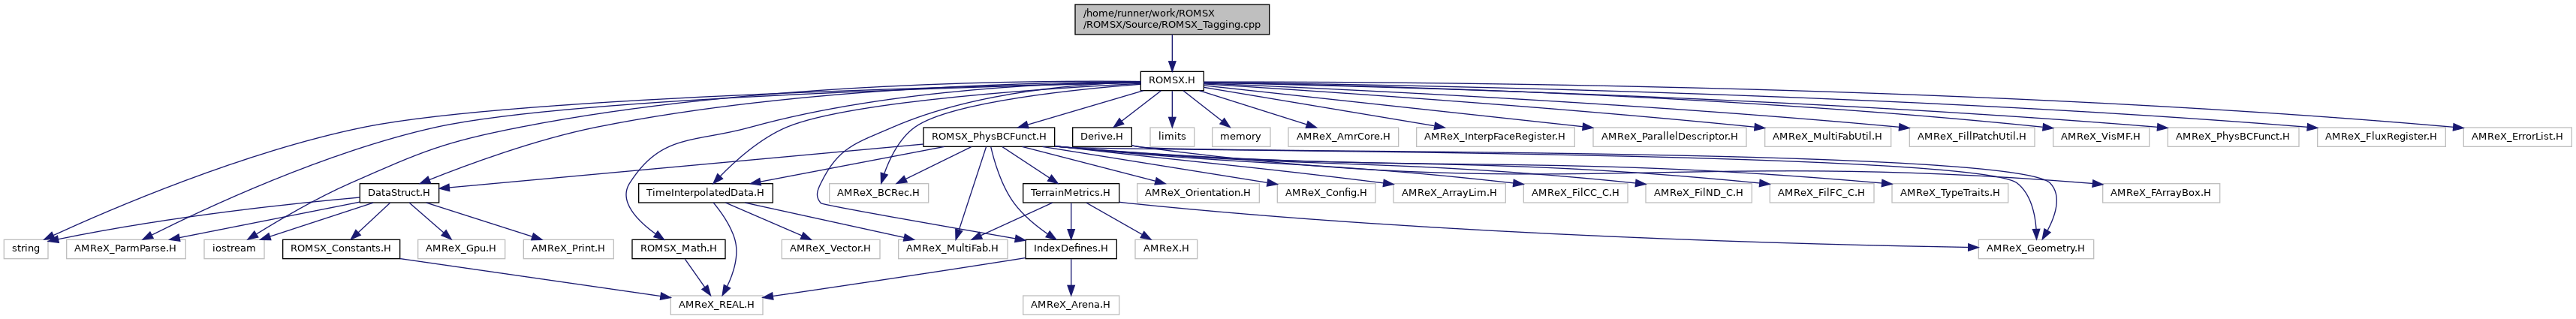 /home/runner/work/ROMSX
/ROMSX/Source/ROMSX_Tagging.cpp
ROMSX.H
ROMSX_PhysBCFunct.H
Derive.H
limits
memory
AMReX_AmrCore.H
AMReX_InterpFaceRegister.H
AMReX_ParallelDescriptor.H
AMReX_MultiFabUtil.H
AMReX_FillPatchUtil.H
AMReX_VisMF.H
AMReX_PhysBCFunct.H
AMReX_FluxRegister.H
AMReX_ErrorList.H
DataStruct.H
TimeInterpolatedData.H
AMReX_BCRec.H
TerrainMetrics.H
AMReX_Orientation.H
AMReX_Config.H
AMReX_ArrayLim.H
AMReX_FilCC_C.H
AMReX_FilND_C.H
AMReX_FilFC_C.H
AMReX_TypeTraits.H
AMReX_FArrayBox.H
string
AMReX_ParmParse.H
iostream
ROMSX_Constants.H
AMReX_Gpu.H
AMReX_Print.H
ROMSX_Math.H
AMReX_Vector.H
AMReX_MultiFab.H
IndexDefines.H
AMReX.H
AMReX_Geometry.H
AMReX_REAL.H
AMReX_Arena.H